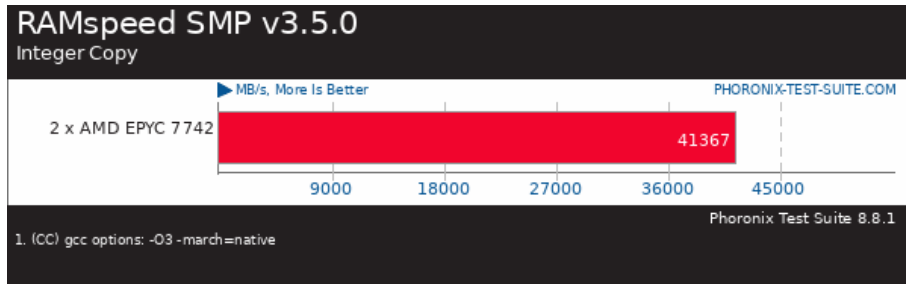 RAMspeed SMP v3.5.0
Integer Copy
MB/s, More Is Better
PHORONIX-TEST-SUITE.COM
2 x AMD EPYC 7742
41367
9000
18000
27000
36000
45000
Phoronix Test Suite 8.8.1
1. (CC) gcc options: -O3 -march=native